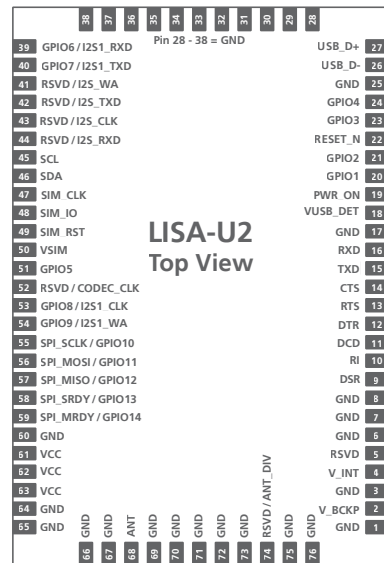 38 37 36 35 34 33 32 31 30 29 28
Pin 28 - 38 = GND
39 GPIO6 / I2S1_RXD
40 GPIO7 / I2S1_TXD
41 RSVD / I2S_WA
42 RSVD / I2S_TXD
43 RSVD / I2S_CLK
44 RSVD / I2S_RXD
45 SCL
46 SDA
47 SIM_CLK
48 SIM_IO
49 SIM_RST
50 VSIM
51 GPIO5
52 RSVD / CODEC_CLK
53 GPIO8 / I2S1_CLK
54 GPIO9 / I2S1_WA
55 SPI_SCLK / GPIO10
56 SPI_MOSI / GPIO11
57 SPI_MISO / GPIO12
58 SPI_SRDY / GPIO13
59 SPI_MRDY / GPIO14
60 GND
61 VCC
62 VCC
63 VCC
64 GND
65 GND
LISA-U2
Top View
USB_D+ 27
USB_D- 26
GND 25
GPIO4 24
GPIO3 23
RESET_N 22
GPIO2 21
GPIO1 20
PWR_ON 19
VUSB_DET 18
GND 17
RXD 16
TXD 15
CTS 14
RTS 13
DTR 12
DCD 11
RI 10
DSR 9
GND 8
GND 7
GND 6
RSVD 5
V_INT 4
GND 3
V_BCKP 2
GND 1
66 GND
67 GND
68 ANT
69 GND
70 GND
71 GND
72 GND
73 GND
74 RSVD / ANT_DIV
75 GND
76 GND